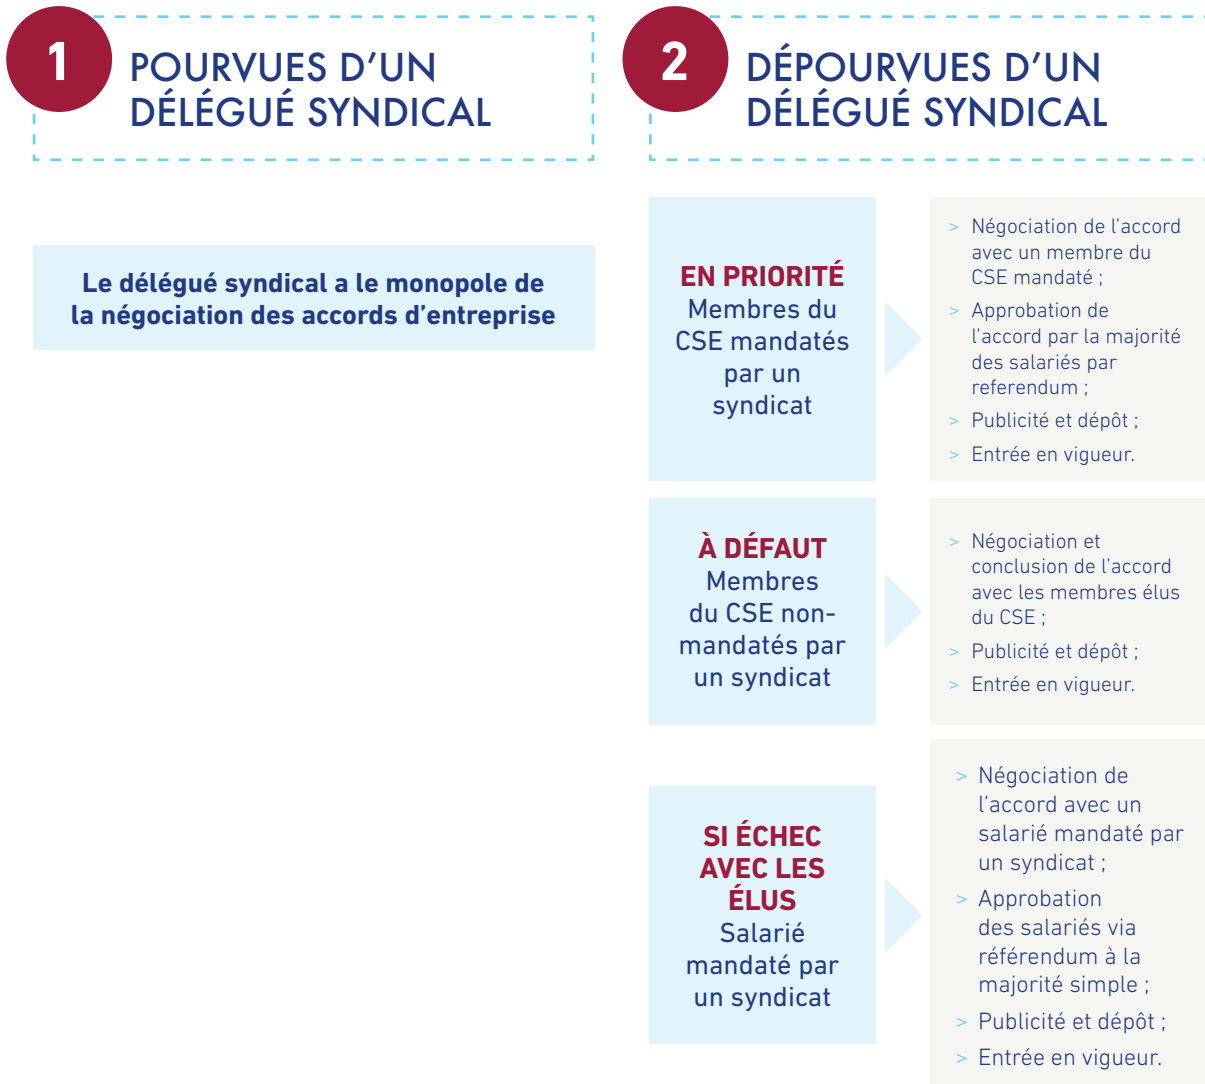 1
POURVUES D’UN
DÉLÉGUÉ SYNDICAL
Le délégué syndical a le monopole de
la négociation des accords d’entreprise
2
DÉPOURVUES D’UN
DÉLÉGUÉ SYNDICAL
EN PRIORITÉ
Membres du
CSE mandatés
par un
syndicat
> Négociation de l’accord
avec un membre du
CSE mandaté ;
> Approbation de
l’accord par la majorité
des salariés par
referendum ;
> Publicité et dépôt ;
> Entrée en vigueur.
À DÉFAUT
Membres
du CSE non-
mandatés par
un syndicat
> Négociation et
conclusion de l’accord
avec les membres élus
du CSE ;
> Publicité et dépôt ;
> Entrée en vigueur.
SI ÉCHEC
AVEC LES
ÉLUS
Salarié
mandaté par
un syndicat
> Négociation de
l’accord avec un
salarié mandaté par
un syndicat ;
> Approbation
des salariés via
référendum à la
majorité simple ;
> Publicité et dépôt ;
> Entrée en vigueur.